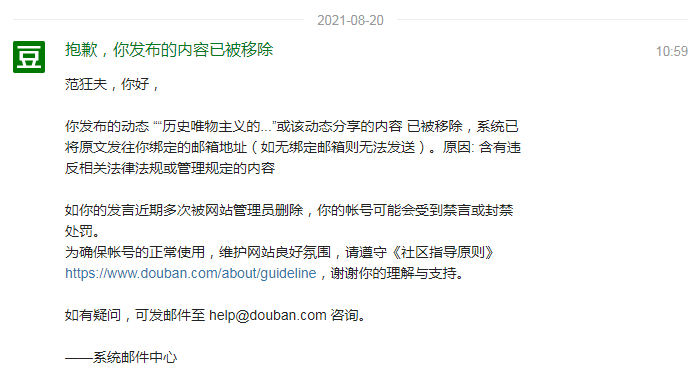 2021-08-20
豆
抱歉，你发布的内容已被移除
10:59
范狂夫，你好，
你发布的动态 ““历史唯物主义的...”或该动态分享的内容 已被移除，系统已
将原文发往你绑定的邮箱地址（如无绑定邮箱则无法发送）。原因: 含有违
反相关法律法规或管理规定的内容
如你的发言近期多次被网站管理员删除，你的帐号可能会受到禁言或封禁
处罚。
为确保帐号的正常使用，维护网站良好氛围，请遵守《社区指导原则》
https://www.douban.com/about/guideline，谢谢你的理解与支持。
如有疑问，可发邮件至 help@douban.com 咨询。
——系统邮件中心